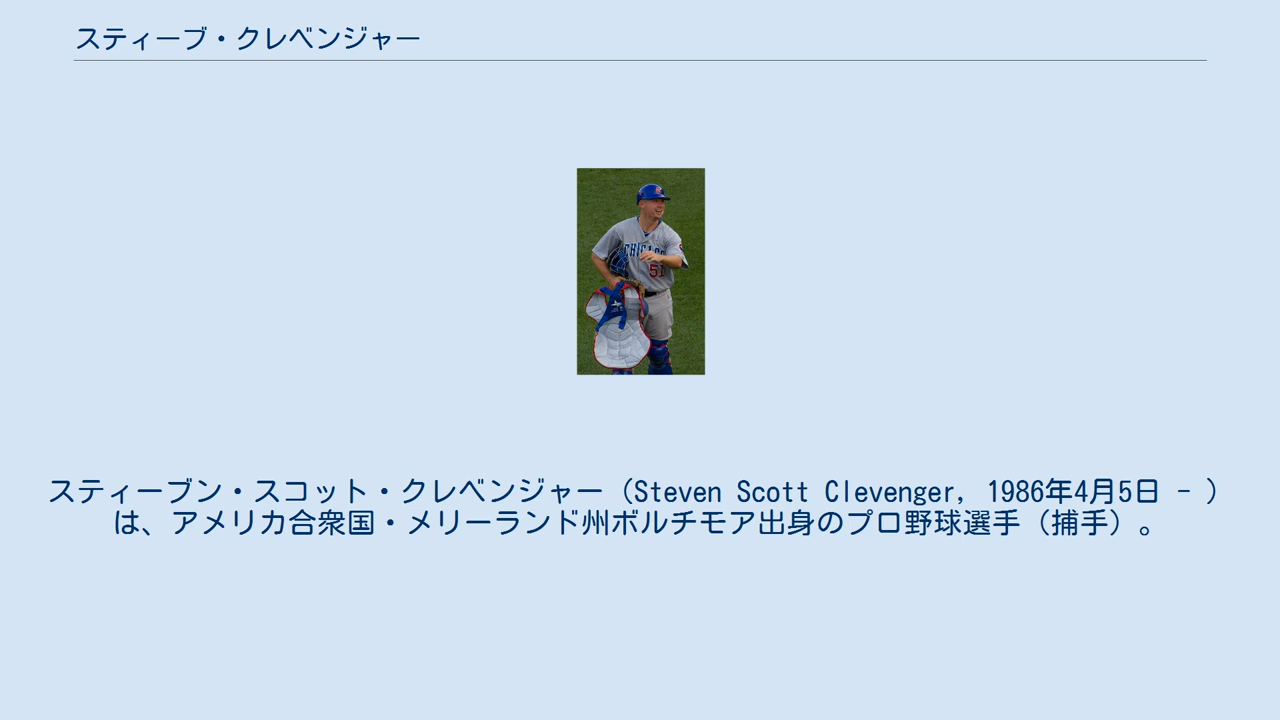 スティーブ・クレベンジャー
CHICAGO
51
スティーブン・スコット・クレベンジャー（Steven Scott Clevenger, 1986年4月5日 - ）
は、アメリカ合衆国・メリーランド州ボルチモア出身のプロ野球選手（捕手）。